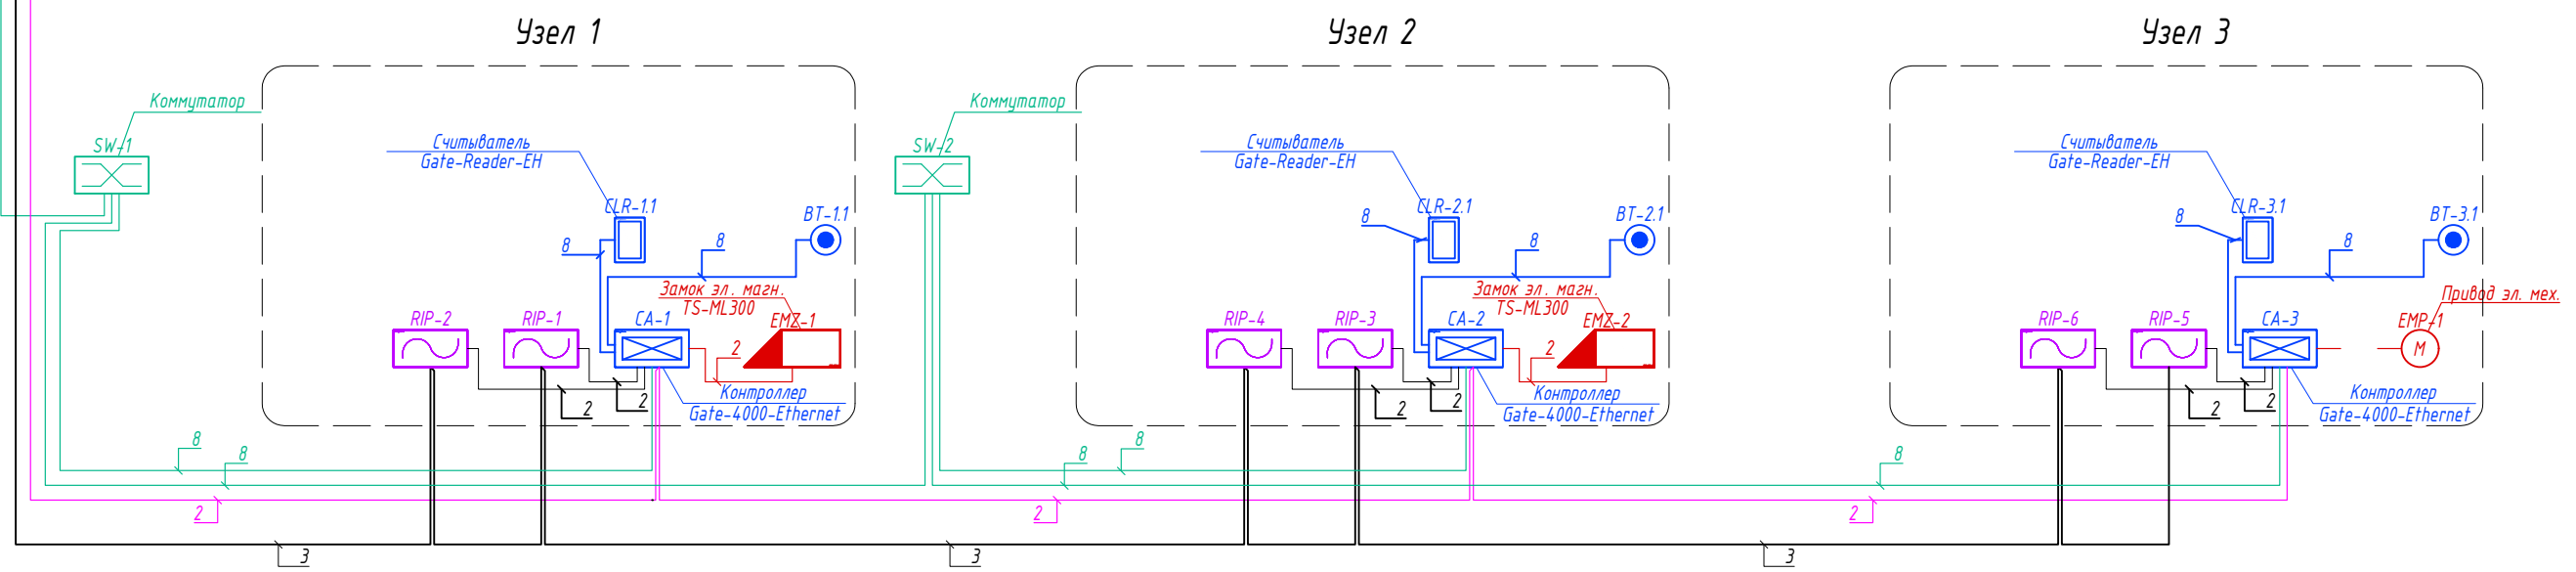 Узел 1
Узел 2
Узел 3
Коммутатор
SW-1
Считыватель
Gate-Reader-EH
CLR-1.1
BT-1.1
8
8
Замок эл. магн.
TS-ML300
EMZ-1
RIP-2
RIP-1
CA-1
2
2
2
Контроллер
Gate-4000-Ethernet
8
8
2
3
Коммутатор
SW-2
Считыватель
Gate-Reader-EH
CLR-2.1
BT-2.1
8
8
Замок эл. магн.
TS-ML300
EMZ-2
RIP-4
RIP-3
CA-2
2
2
2
Контроллер
Gate-4000-Ethernet
8
8
2
3
Считыватель
Gate-Reader-EH
CLR-3.1
BT-3.1
8
8
Привод эл. мех.
EMP-1
M
RIP-6
RIP-5
CA-3
2
2
Контроллер
Gate-4000-Ethernet
8
2
3